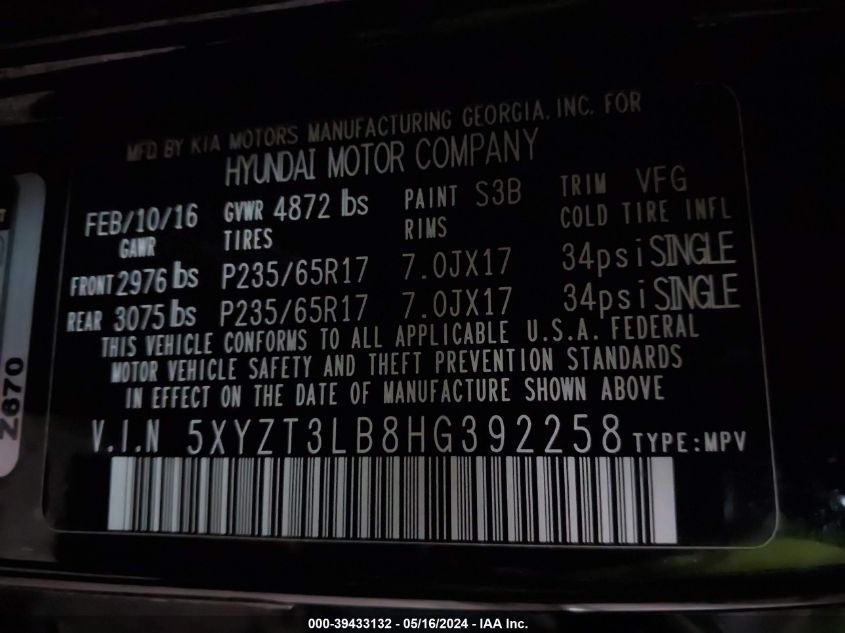 MFD BY KIA MOTORS MANUFACTURING GEORGIA, INC. FOR
HYUNDAI MOTOR COMPANY
FEB/10/16 GVWR 4872 lbs PAINT S3B TRIM VFG
GAWR TIRES RIMS COLD TIRE INFL
FRONT 2976 lbs P235/65R17 7.0JX17 34psi SINGLE
REAR 3075 lbs P235/65R17 7.0JX17 34psi SINGLE
THIS VEHICLE CONFORMS TO ALL APPLICABLE U.S.A. FEDERAL
MOTOR VEHICLE SAFETY AND THEFT PREVENTION STANDARDS
IN EFFECT ON THE DATE OF MANUFACTURE SHOWN ABOVE
V.I.N 5XYZT3LB8HG392258 TYPE:MPV
Z670
000-39433132 - 05/16/2024 - IAA Inc.